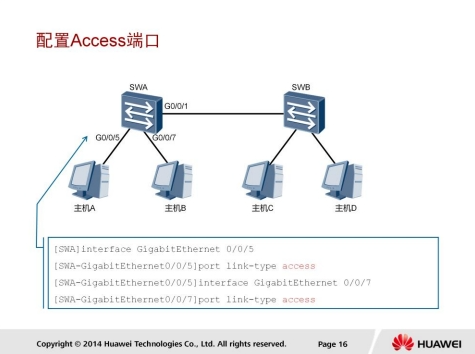 配置Access端口
SWA
SWB
G0/0/1
G0/0/5
G0/0/7
主机A
主机B
主机C
主机D
[SWA]interface GigabitEthernet 0/0/5
[SWA-GigabitEthernet0/0/5]port link-type access
[SWA-GigabitEthernet0/0/5]interface GigabitEthernet 0/0/7
[SWA-GigabitEthernet0/0/7]port link-type access
Copyright © 2014 Huawei Technologies Co., Ltd. All rights reserved.
Page 16
HUAWEI